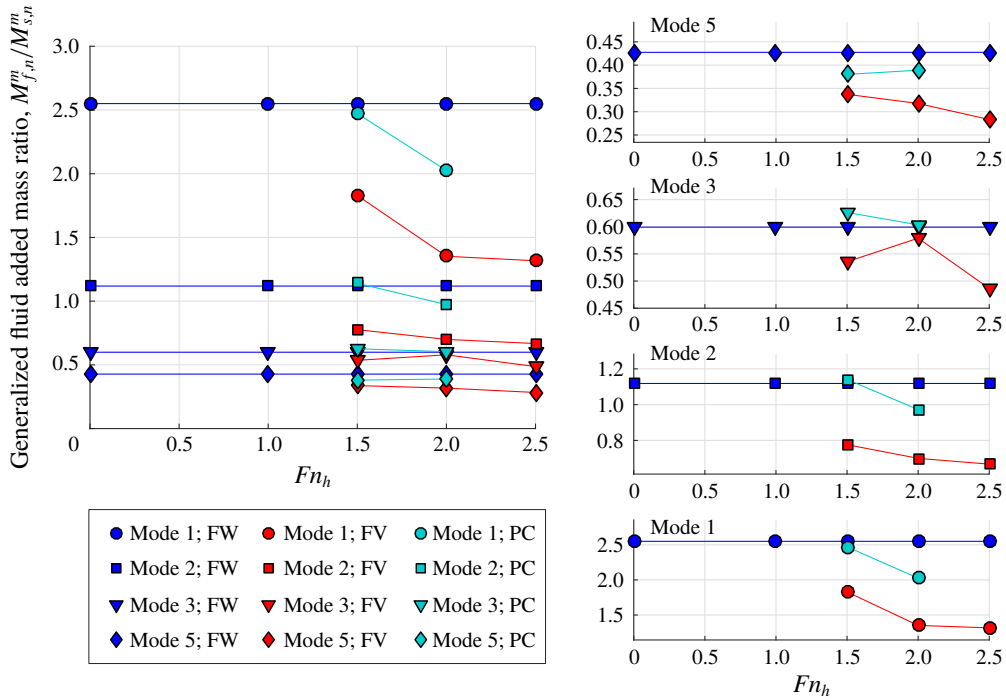 Generalized fluid added mass ratio, M^m_{f,n}/M^m_{s,n}
3.0
2.5
2.0
1.5
1.0
0.5
0 0.5 1.0 1.5 2.0 2.5
Fn_h
Mode 1; FW Mode 1; FV Mode 1; PC
Mode 2; FW Mode 2; FV Mode 2; PC
Mode 3; FW Mode 3; FV Mode 3; PC
Mode 5; FW Mode 5; FV Mode 5; PC
Mode 5
0.45
0.40
0.35
0.30
0.25
0 0.5 1.0 1.5 2.0 2.5
Mode 3
0.65
0.60
0.55
0.50
0.45
0 0.5 1.0 1.5 2.0 2.5
Mode 2
1.2
1.0
0.8
0 0.5 1.0 1.5 2.0 2.5
Mode 1
2.5
2.0
1.5
0 0.5 1.0 1.5 2.0 2.5
Fn_h